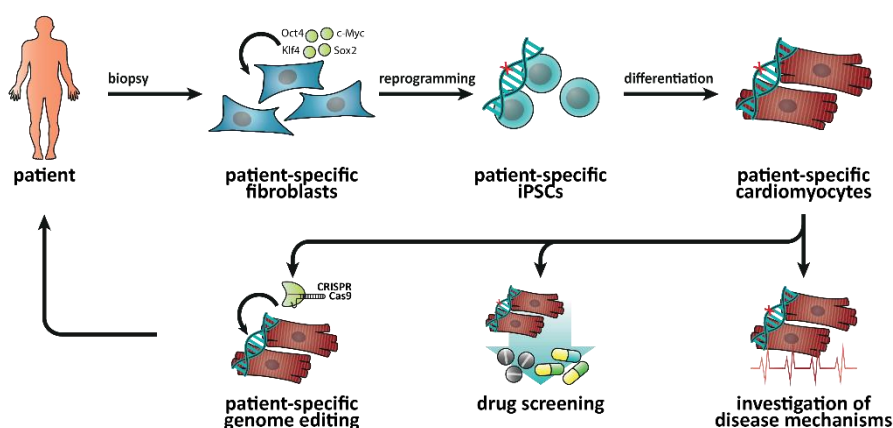 Oct4 c-Myc
Klf4 Sox2
biopsy
reprogramming
differentiation
patient
patient-specific
fibroblasts
patient-specific
iPSCs
patient-specific
cardiomyocytes
CRISPR
Cas9
patient-specific
genome editing
drug screening
investigation of
disease mechanisms